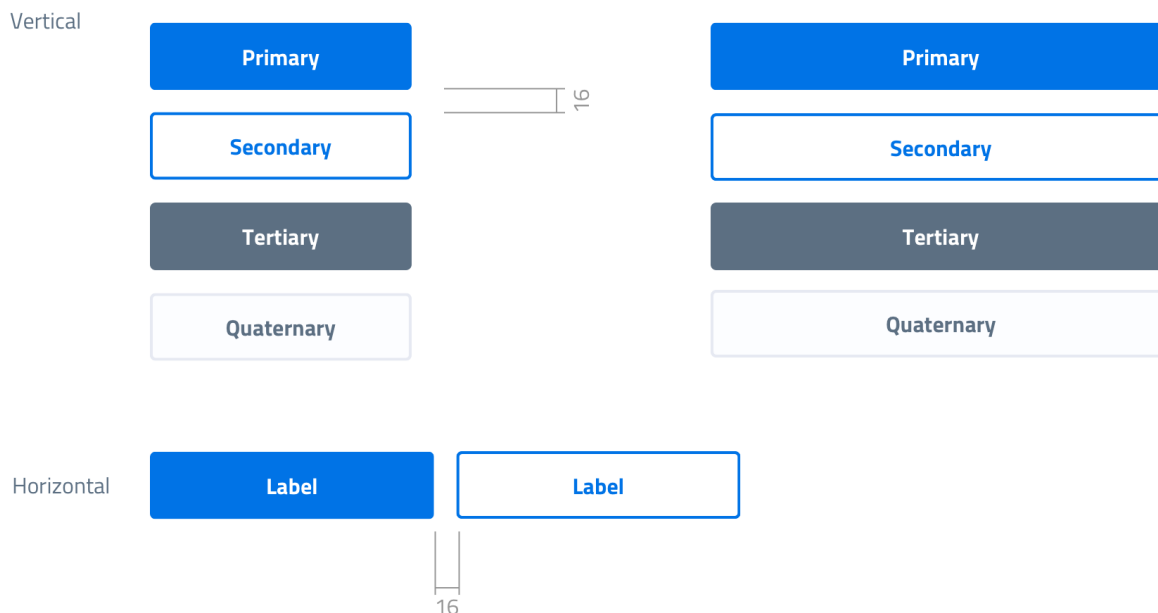 Vertical
Primary
Primary
16
Secondary
Secondary
Tertiary
Tertiary
Quaternary
Quaternary
Horizontal
Label
Label
16